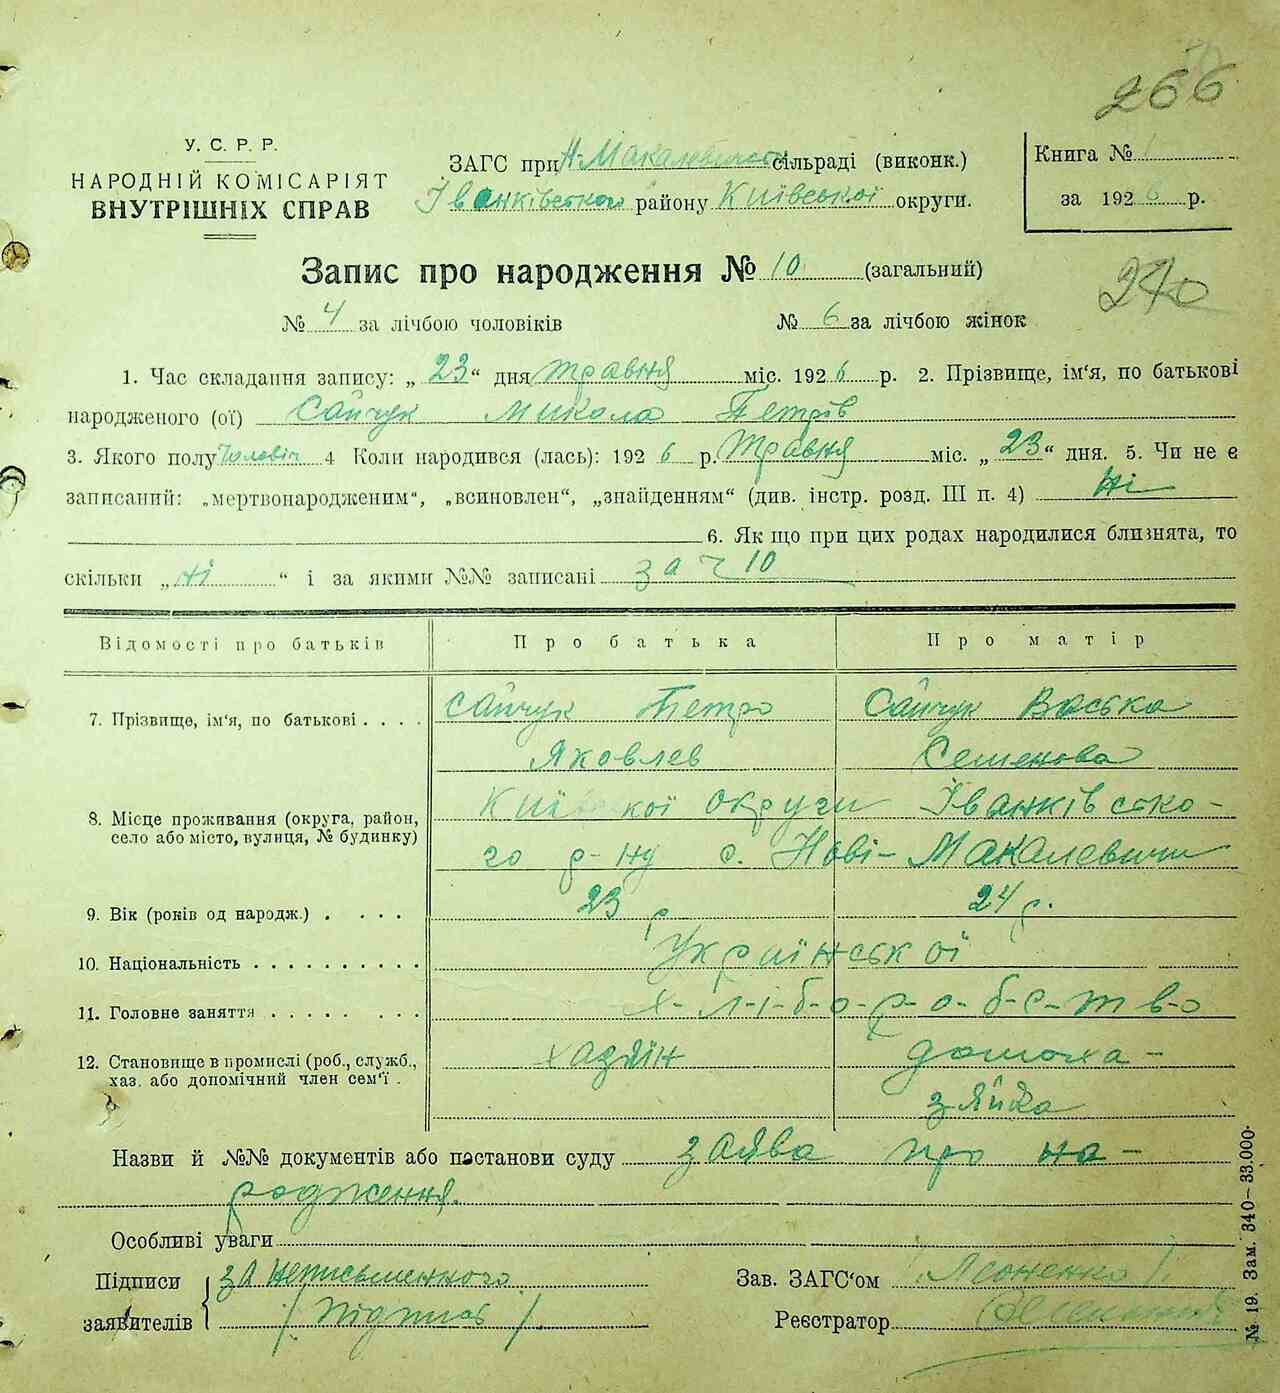 266
У. С. Р. Р.
НАРОДНІЙ КОМІСАРІЯТ
ВНУТРІШНІХ СПРАВ
ЗАГС при Н-Макалевичськ сільраді (виконк.)
Іванківського району Київської округи.
Книга № 1
за 1926 р.
Запис про народження № 10 (загальний)
270
№ 4 за лічбою чоловіків № 6 за лічбою жінок
1. Час складання запису: „23“ дня травня міс. 1926 р. 2. Прізвище, ім'я, по батькові
народженого (ої) Сайчук Микола Петрів
3. Якого полу Чоловіч 4 Коли народився (лась): 1926 р. Травня міс. „23“ дня. 5. Чи не є
записаний: „мертвонародженим“, „всиновлен“, „знайденням“ (див. інстр. розд. III п. 4) Ні
6. Як що при цих родах народилися близнята, то
скільки „ні“ і за якими №№ записані за ч 10
Відомості про батьків Про батька Про матір
7. Прізвище, ім'я, по батькові . . . . Сайчук Петро Сайчук Васька
Яковлев Семенова
8. Місце проживання (округа, район, село або місто, вулиця, № будинку) Київської округи Іванківсько-
го р-ну с. Нові-Макалевичи
9. Вік (років од народж.) . . . . 23 р 24 р.
10. Національність . . . . . . . . . . Української
11. Головне заняття . . . . . . . . х-л-і-б-о-р-о-б-с-т в-о
12. Становище в промислі (роб., служб., хаз. або допомічний член сем'ї . хазяїн домоха-
зяйка
Назви й №№ документів або постанови суду заява про на-
родження.
Особливі уваги
Підписи заявителів за неписьменного
/ підпис /
Зав. ЗАГС'ом /Леоненко/
Реєстратор
№ 19. Зам. 340—33.000·